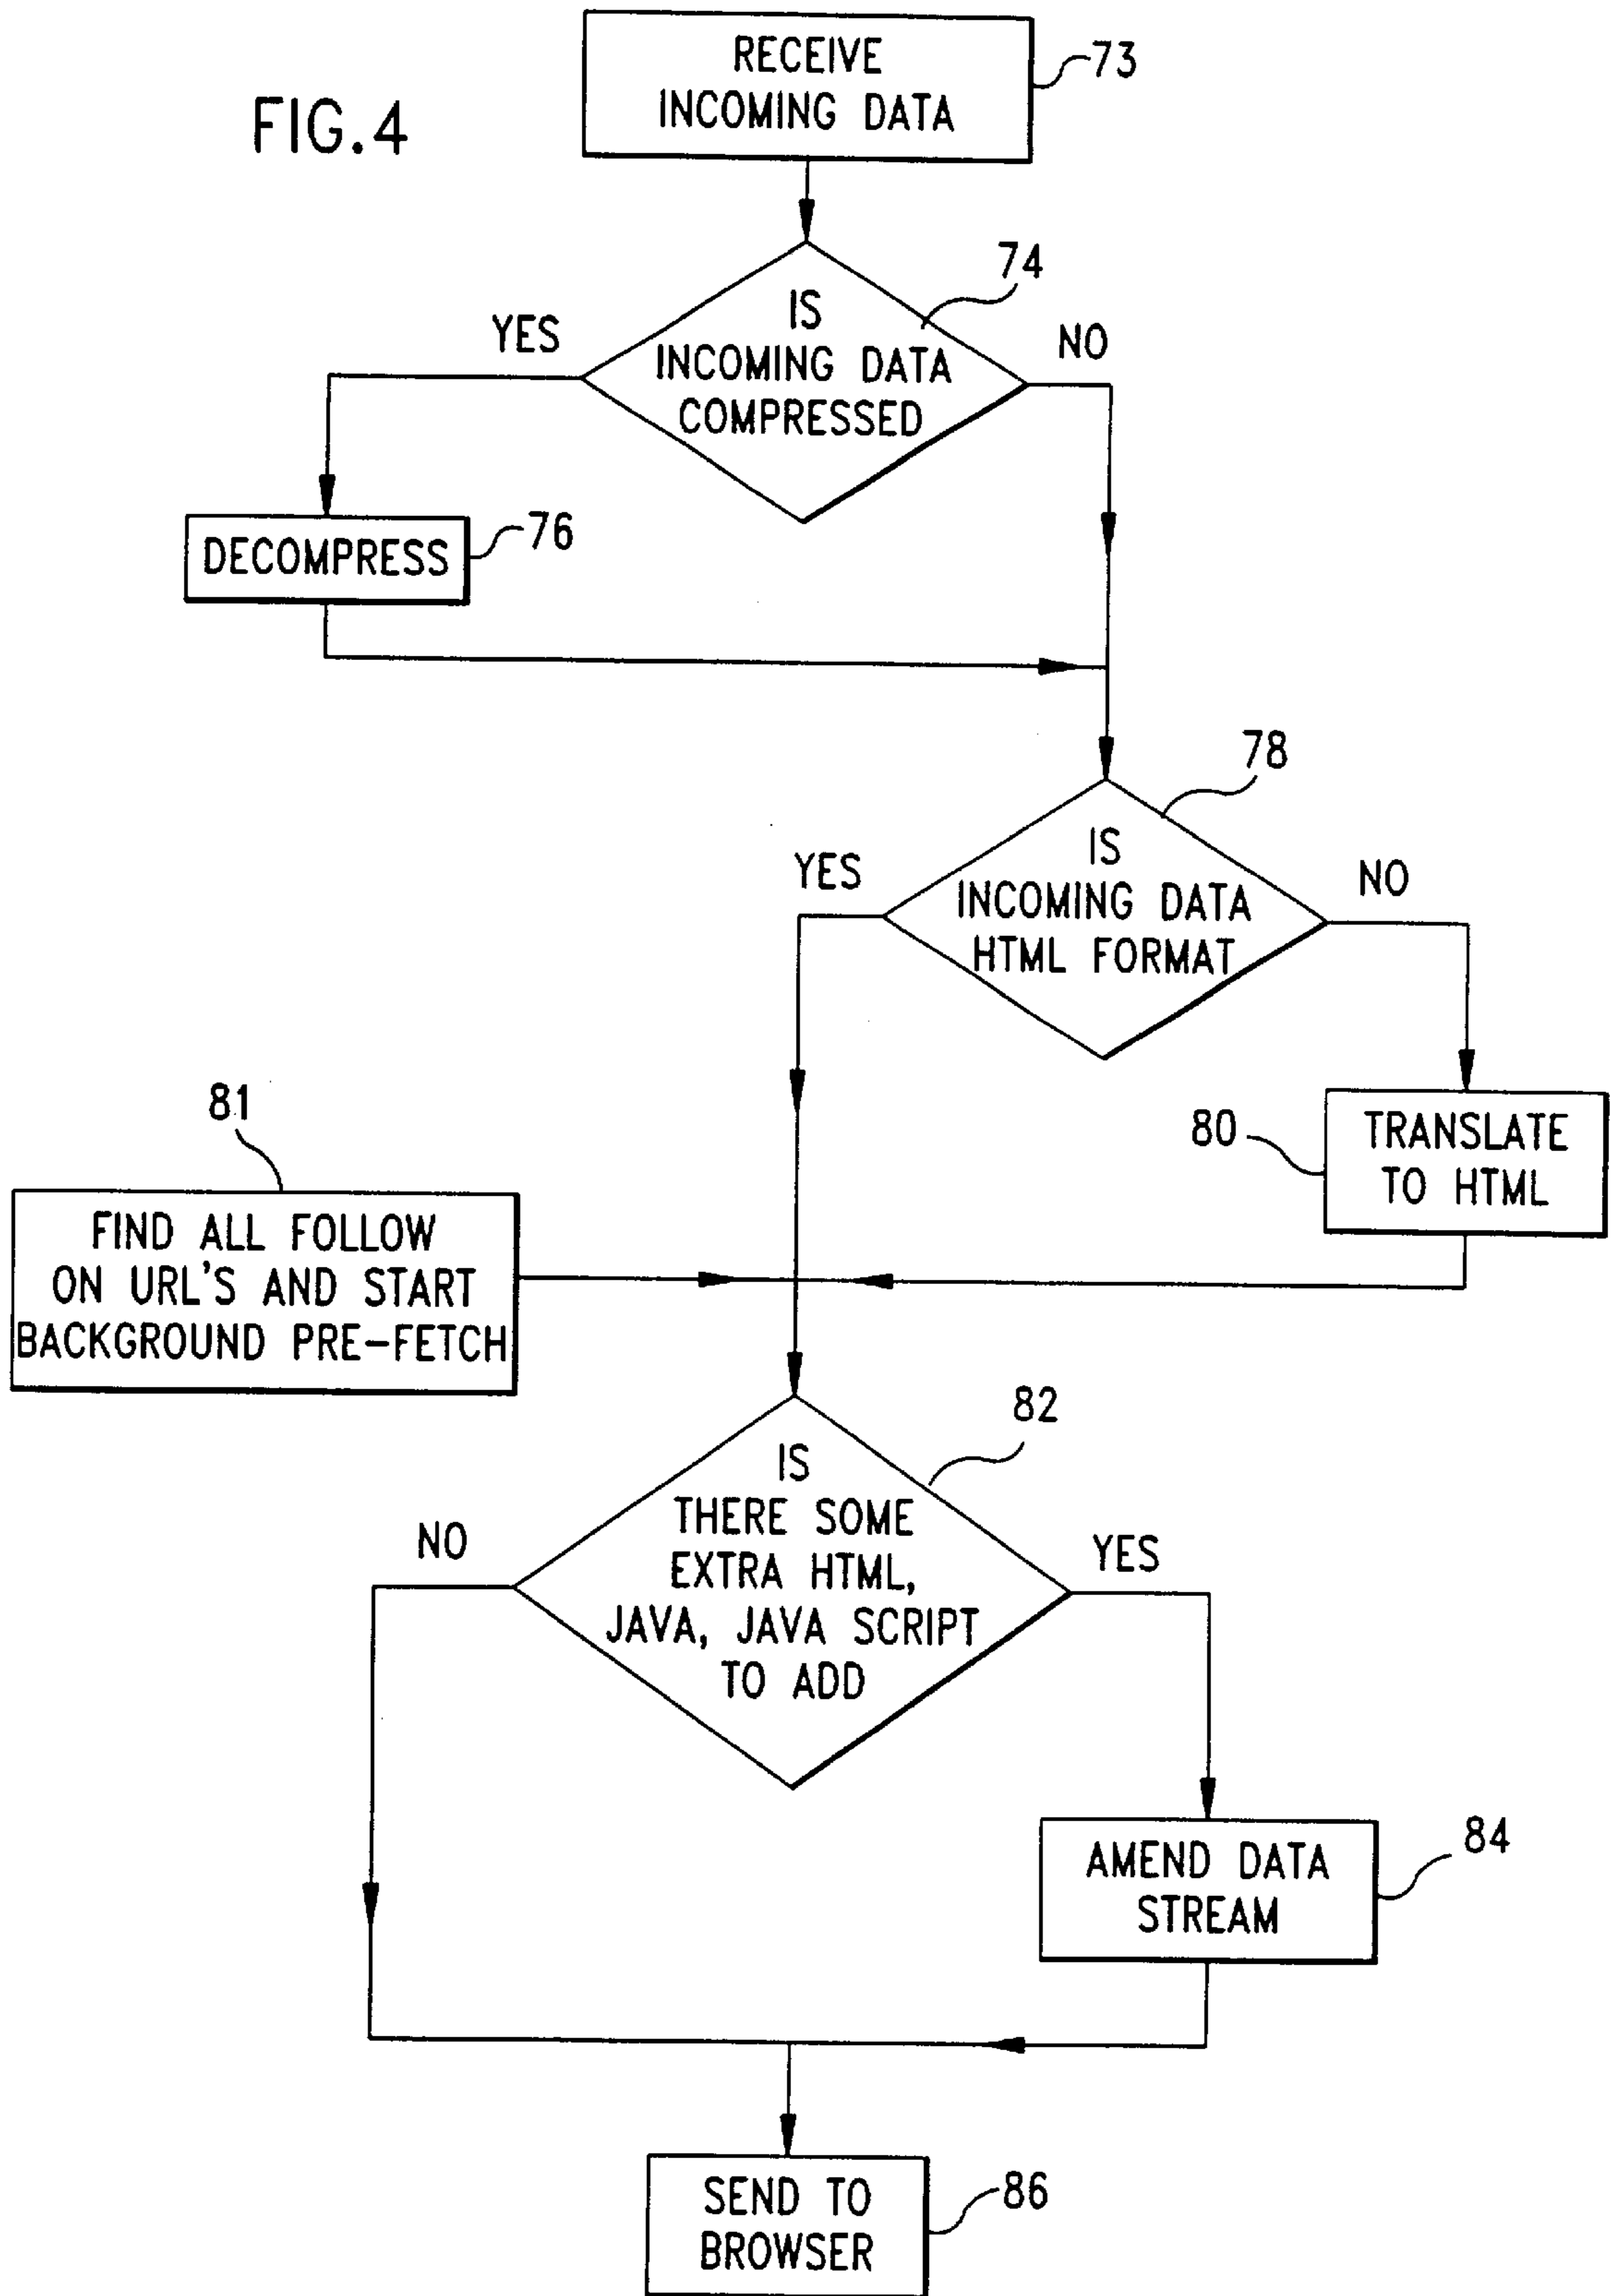 FIG.4
RECEIVE
INCOMING DATA
73
74
IS
INCOMING DATA
COMPRESSED
YES
NO
DECOMPRESS
76
78
IS
INCOMING DATA
HTML FORMAT
YES
NO
81
80
TRANSLATE
TO HTML
FIND ALL FOLLOW
ON URL'S AND START
BACKGROUND PRE-FETCH
82
IS
THERE SOME
EXTRA HTML,
JAVA, JAVA SCRIPT
TO ADD
NO
YES
AMEND DATA
STREAM
84
SEND TO
BROWSER
86